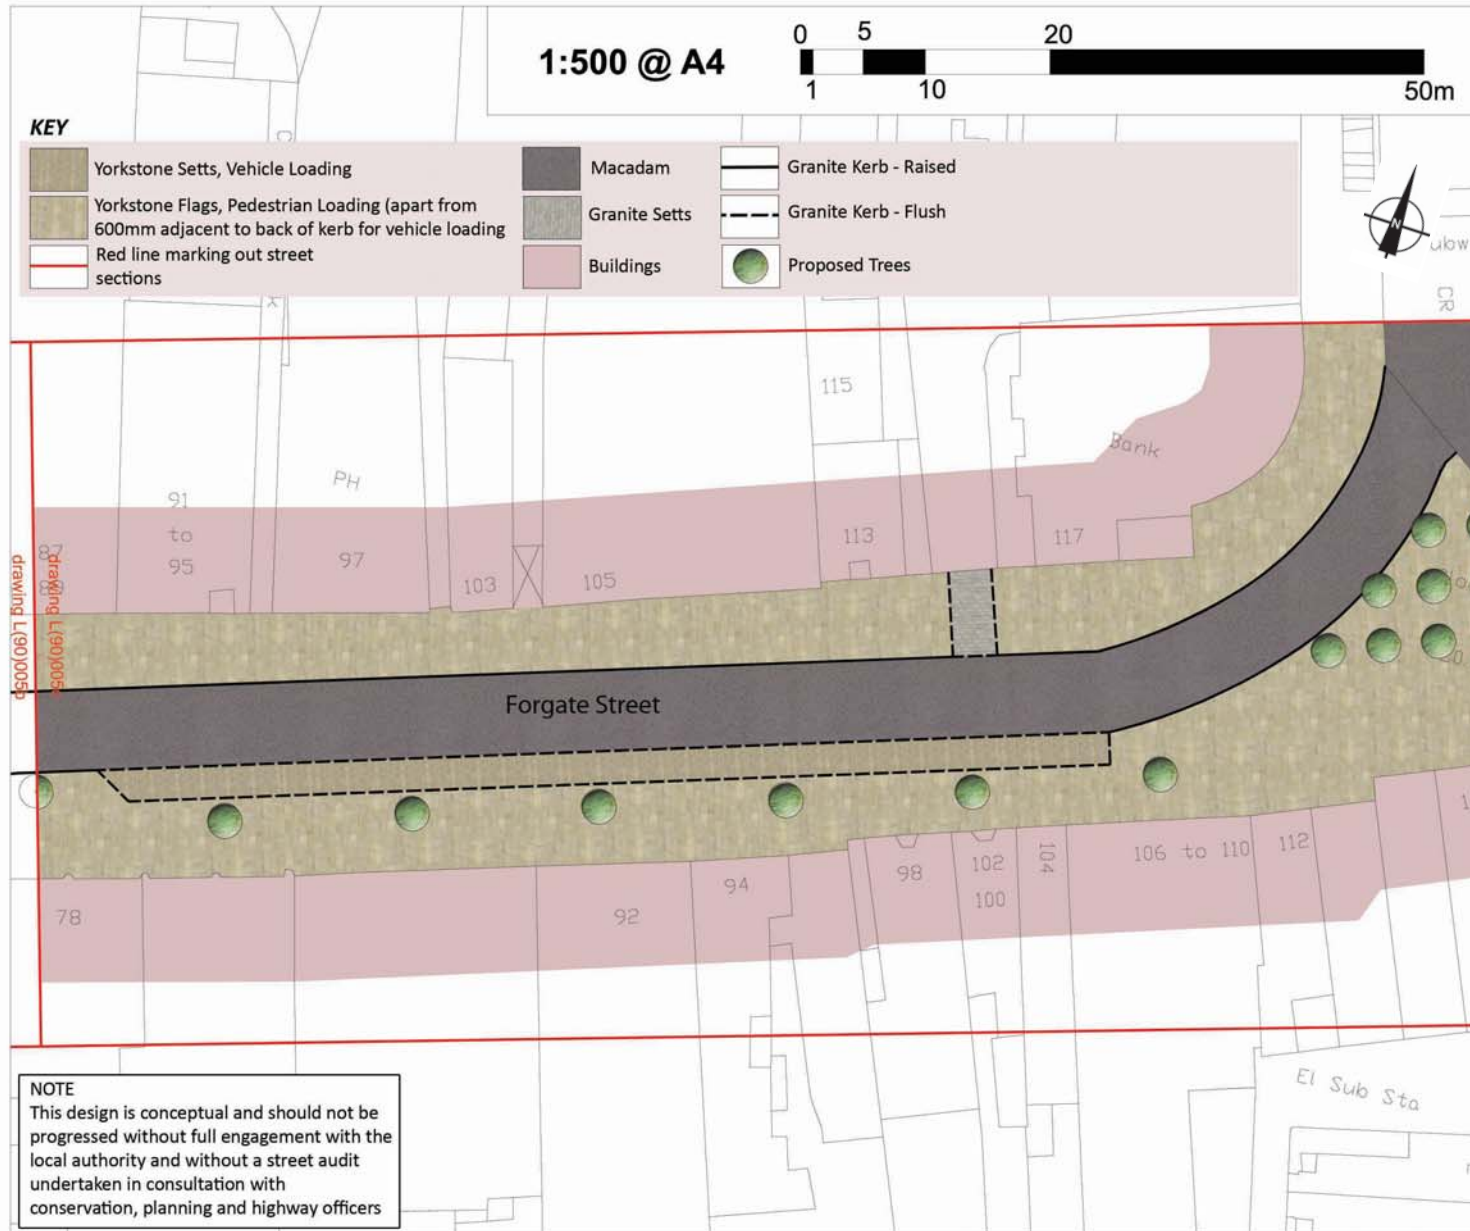 1:500 @ A4
0 5 20
1 10 50m
KEY
Yorkstone Setts, Vehicle Loading
Yorkstone Flags, Pedestrian Loading (apart from
600mm adjacent to back of kerb for vehicle loading
Red line marking out street
sections
Macadam
Granite Setts
Buildings
Granite Kerb - Raised
Granite Kerb - Flush
Proposed Trees
N
CR
115
Bank
PH
91
to
95
97
103
105
113
117
87
89
drawing L(90)005b
Forgate Street
78
92
94
98
102
100
104
106 to 110
112
El Sub Sta
NOTE
This design is conceptual and should not be
progressed without full engagement with the
local authority and without a street audit
undertaken in consultation with
conservation, planning and highway officers